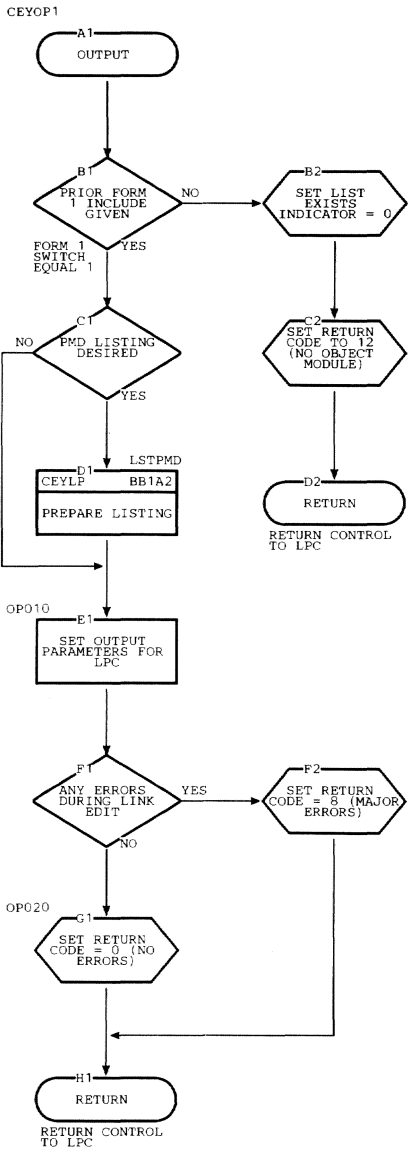 CEYOP1
A1
OUTPUT
B1
PRIOR FORM
1 INCLUDE
GIVEN
NO
YES
FORM 1
SWITCH
EQUAL 1
B2
SET LIST
EXISTS
INDICATOR = 0
C1
PMD LISTING
DESIRED
NO
YES
C2
SET RETURN
CODE TO 12
(NO OBJECT
MODULE)
LSTPMD
D1
CEYLP BB1A2
PREPARE LISTING
D2
RETURN
RETURN CONTROL
TO LPC
OP010
E1
SET OUTPUT
PARAMETERS FOR
LPC
F1
ANY ERRORS
DURING LINK
EDIT
YES
NO
F2
SET RETURN
CODE = 8 (MAJOR
ERRORS)
OP020
G1
SET RETURN
CODE = 0 (NO
ERRORS)
H1
RETURN
RETURN CONTROL
TO LPC